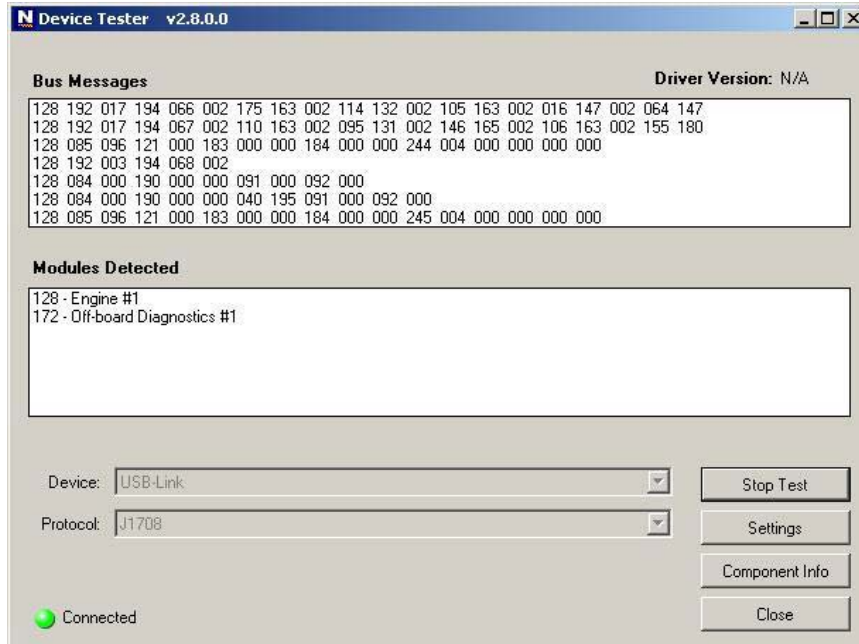 N Device Tester v2.8.0.0
Bus Messages
Driver Version: N/A
128 192 017 194 066 002 175 163 002 114 132 002 105 163 002 016 147 002 064 147
128 192 017 194 067 002 110 163 002 095 131 002 146 165 002 106 163 002 155 180
128 085 096 121 000 183 000 000 184 000 000 244 004 000 000 000 000
128 192 003 194 068 002
128 084 000 190 000 000 091 000 092 000
128 084 000 190 000 000 040 195 091 000 092 000
128 085 096 121 000 183 000 000 184 000 000 245 004 000 000 000 000
Modules Detected
128 - Engine #1
172 - Off-board Diagnostics #1
Device: USB-Link
Stop Test
Protocol: J1708
Settings
Component Info
Connected
Close